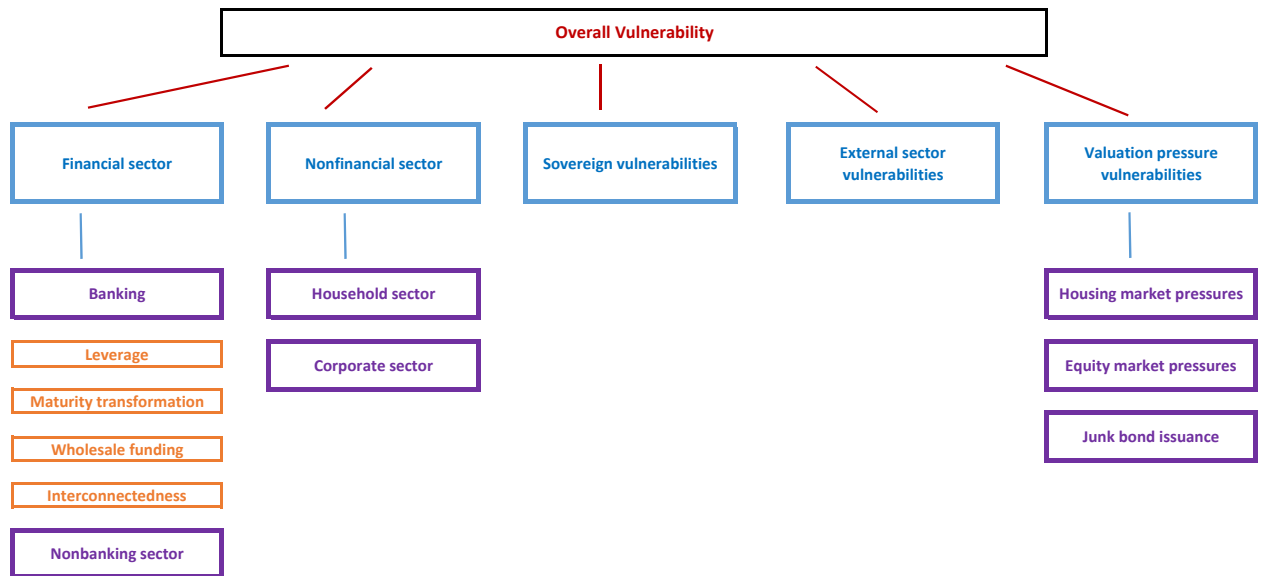 Overall Vulnerability
Financial sector
Nonfinancial sector
Sovereign vulnerabilities
External sector
vulnerabilities
Valuation pressure
vulnerabilities
Banking
Household sector
Housing market pressures
Leverage
Corporate sector
Equity market pressures
Maturity transformation
Wholesale funding
Junk bond issuance
Interconnectedness
Nonbanking sector